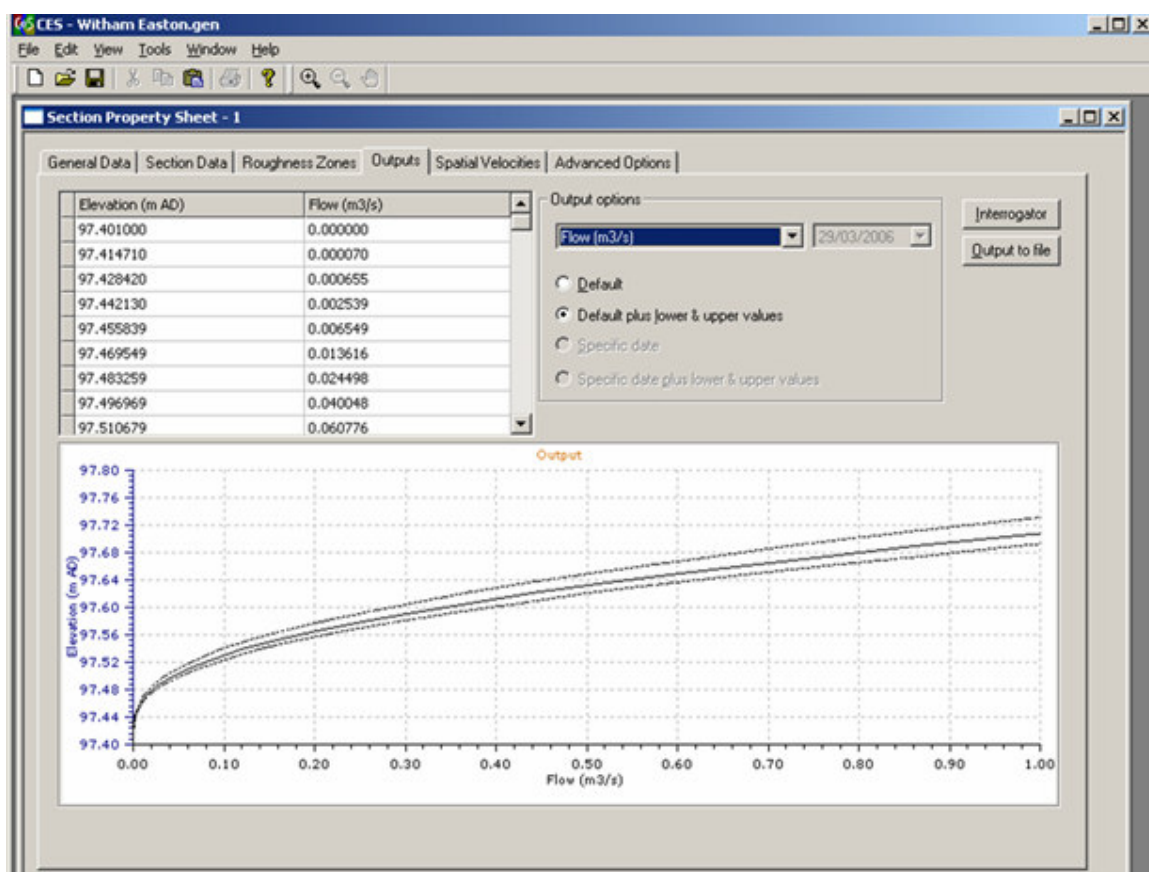 CES - Witham Easton.gen
File Edit View Tools Window Help
Section Property Sheet - 1
General Data Section Data Roughness Zones Outputs Spatial Velocities Advanced Options
Elevation (m AD) Flow (m3/s)
97.401000 0.000000
97.414710 0.000070
97.428420 0.000655
97.442130 0.002539
97.455839 0.006549
97.469549 0.013616
97.483259 0.024498
97.496969 0.040048
97.510679 0.060776
Output options
Flow (m3/s) 29/03/2006
Default
Default plus lower & upper values
Specific date
Specific date plus lower & upper values
Interrogator
Output to file
Output
97.80
97.76
97.72
97.68
97.64
97.60
97.56
97.52
97.48
97.44
97.40
Elevation (m AD)
0.00 0.10 0.20 0.30 0.40 0.50 0.60 0.70 0.80 0.90 1.00
Flow (m3/s)